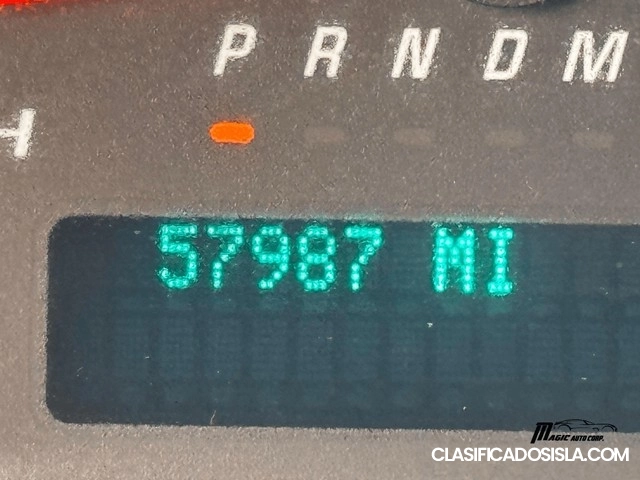 P R N D M
H
57987 MI
MAGIC AUTO CORP.
CLASIFICADOSISLA.COM